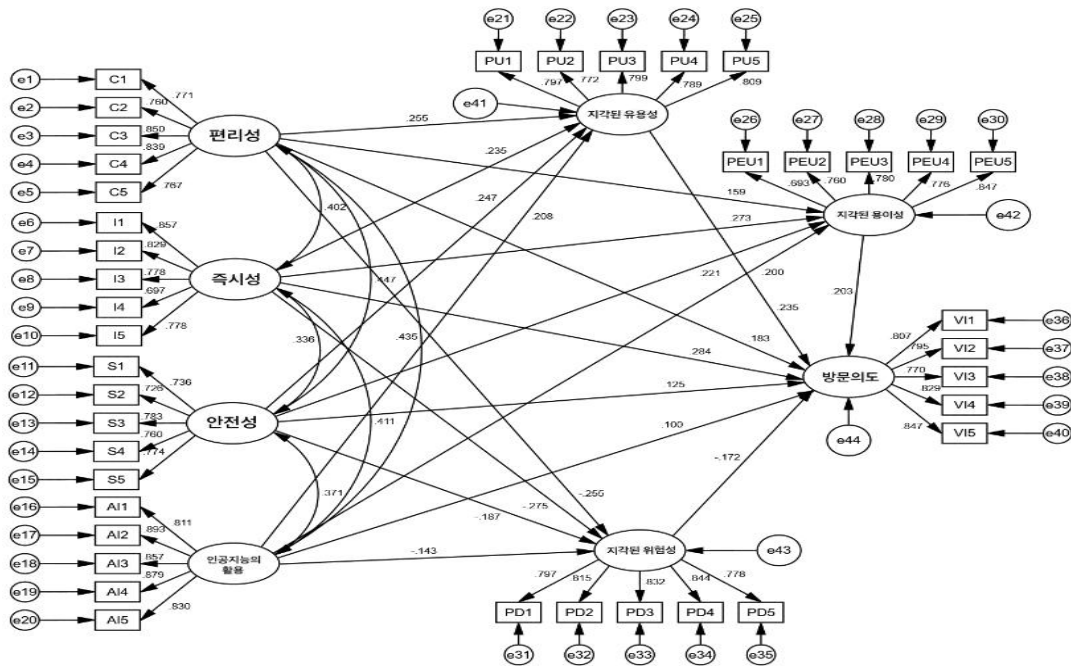 e21 e22 e23 e24 e25
PU1 PU2 PU3 PU4 PU5
.797 .772 .799 .789 .809
e41
지각된 유용성
e1 C1 .771
e2 C2 .760
e3 C3 .850
e4 C4 .839
e5 C5 .767
편리성
.255
.235
.247
.208
e26 e27 e28 e29 e30
PEU1 PEU2 PEU3 PEU4 PEU5
.693 .760 .780 .776 .847
지각된 용이성
e42
159
.273
.221
.200
.402
.447
.435
e6 I1 .857
e7 I2 .829
e8 I3 .778
e9 I4 .697
e10 I5 .778
즉시성
.336
.411
.235
.203
183
284
125
.100
e11 S1 .736
e12 S2 .726
e13 S3 .783
e14 S4 .760
e15 S5 .774
안전성
.371
방문의도
e44
.807 VI1 e36
.795 VI2 e37
770 VI3 e38
.829 VI4 e39
.847 VI5 e40
-.172
-.255
-.275
-.187
-.143
e16 AI1 .811
e17 AI2 .893
e18 AI3 .857
e19 AI4 .879
e20 AI5 .830
인공지능의
활용
지각된 위험성
e43
.797 .815 .832 .844 .778
PD1 PD2 PD3 PD4 PD5
e31 e32 e33 e34 e35